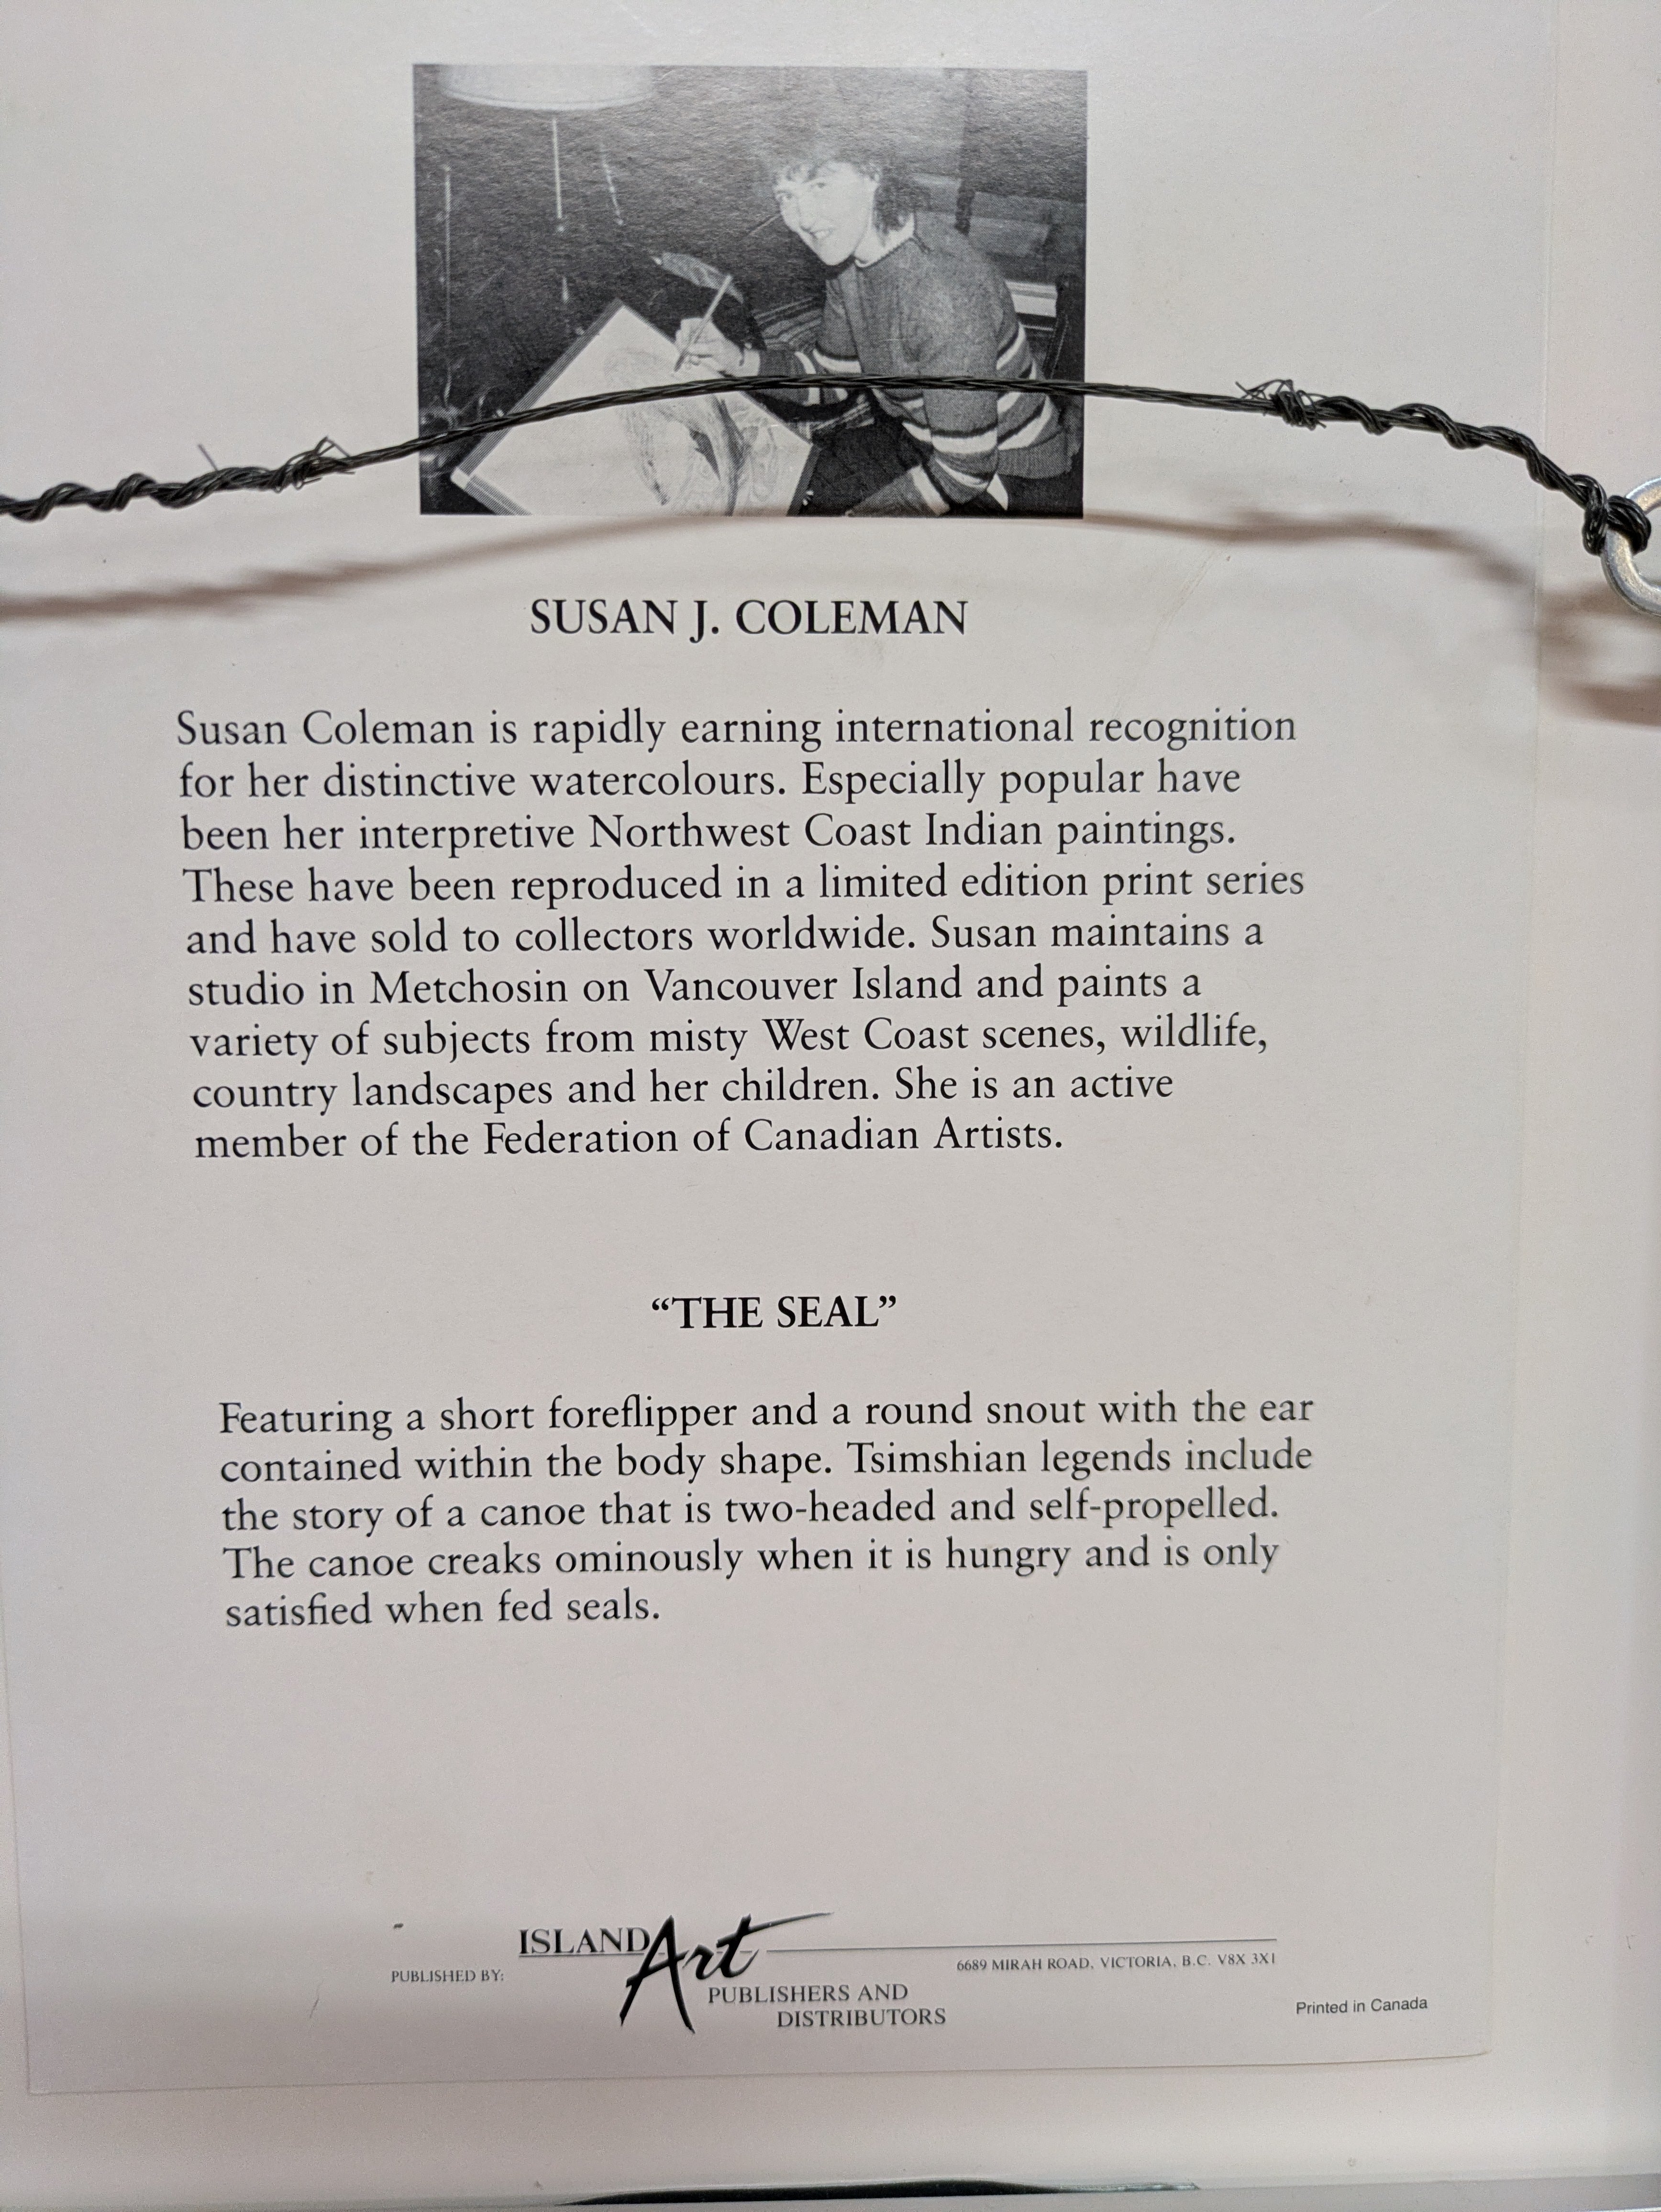 SUSAN J. COLEMAN
Susan Coleman is rapidly earning international recognition
for her distinctive watercolours. Especially popular have
been her interpretive Northwest Coast Indian paintings.
These have been reproduced in a limited edition print series
and have sold to collectors worldwide. Susan maintains a
studio in Metchosin on Vancouver Island and paints a
variety of subjects from misty West Coast scenes, wildlife,
country landscapes and her children. She is an active
member of the Federation of Canadian Artists.
“THE SEAL”
Featuring a short foreflipper and a round snout with the ear
contained within the body shape. Tsimshian legends include
the story of a canoe that is two-headed and self-propelled.
The canoe creaks ominously when it is hungry and is only
satisfied when fed seals.
PUBLISHED BY:
ISLAND Art
PUBLISHERS AND
DISTRIBUTORS
6689 MIRAH ROAD, VICTORIA, B.C. V8X 3X1
Printed in Canada